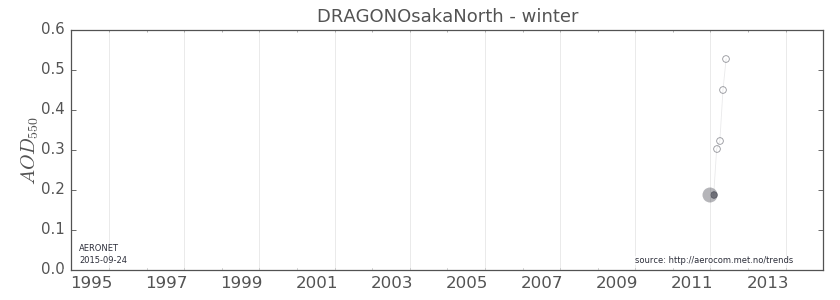 DRAGONOsakaNorth - winter
0.6
0.5
0.4
0.3
0.2
0.1
0.0
AOD550
AERONET
2015-09-24
source: http://aerocom.met.no/trends
1995 1997 1999 2001 2003 2005 2007 2009 2011 2013